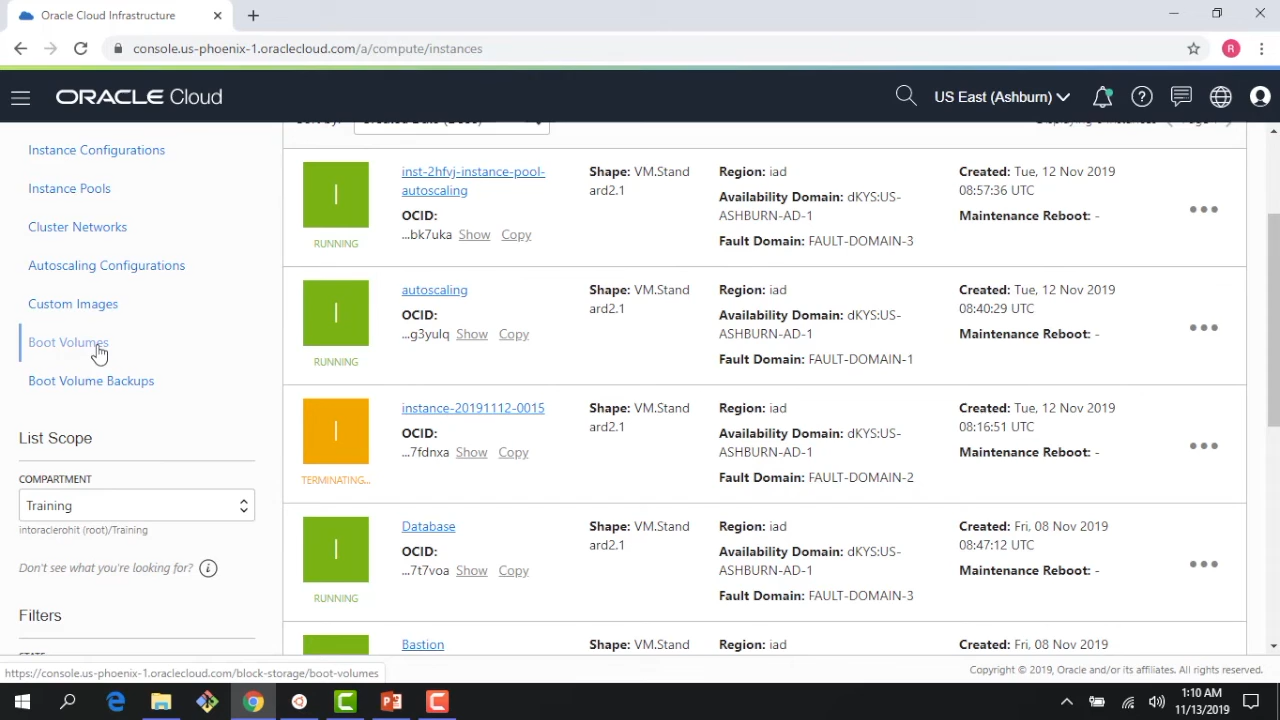 Oracle Cloud Infrastructure
console.us-phoenix-1.oraclecloud.com/a/compute/instances
R
ORACLE Cloud
US East (Ashburn)
Instance Configurations
Instance Pools
Cluster Networks
Autoscaling Configurations
Custom Images
Boot Volumes
Boot Volume Backups
List Scope
COMPARTMENT
Training
intoraclerohit (root)/Training
Don't see what you're looking for?
Filters
I
RUNNING
inst-2hfvj-instance-pool-
autoscaling
OCID:
...bk7uka Show Copy
Shape: VM.Stand
ard2.1
Region: iad
Availability Domain: dKYS:US-
ASHBURN-AD-1
Fault Domain: FAULT-DOMAIN-3
Created: Tue, 12 Nov 2019
08:57:36 UTC
Maintenance Reboot: -
I
RUNNING
autoscaling
OCID:
...g3yulq Show Copy
Shape: VM.Stand
ard2.1
Region: iad
Availability Domain: dKYS:US-
ASHBURN-AD-1
Fault Domain: FAULT-DOMAIN-1
Created: Tue, 12 Nov 2019
08:40:29 UTC
Maintenance Reboot: -
I
TERMINATING...
instance-20191112-0015
OCID:
...7fdnxa Show Copy
Shape: VM.Stand
ard2.1
Region: iad
Availability Domain: dKYS:US-
ASHBURN-AD-1
Fault Domain: FAULT-DOMAIN-2
Created: Tue, 12 Nov 2019
08:16:51 UTC
Maintenance Reboot: -
I
RUNNING
Database
OCID:
...7t7voa Show Copy
Shape: VM.Stand
ard2.1
Region: iad
Availability Domain: dKYS:US-
ASHBURN-AD-1
Fault Domain: FAULT-DOMAIN-3
Created: Fri, 08 Nov 2019
08:47:12 UTC
Maintenance Reboot: -
Bastion
Shape: VM.Stand
Region: iad
Created: Fri, 08 Nov 2019
https://console.us-phoenix-1.oraclecloud.com/block-storage/boot-volumes
Copyright © 2019, Oracle and/or its affiliates. All rights reserved.
1:10 AM
11/13/2019